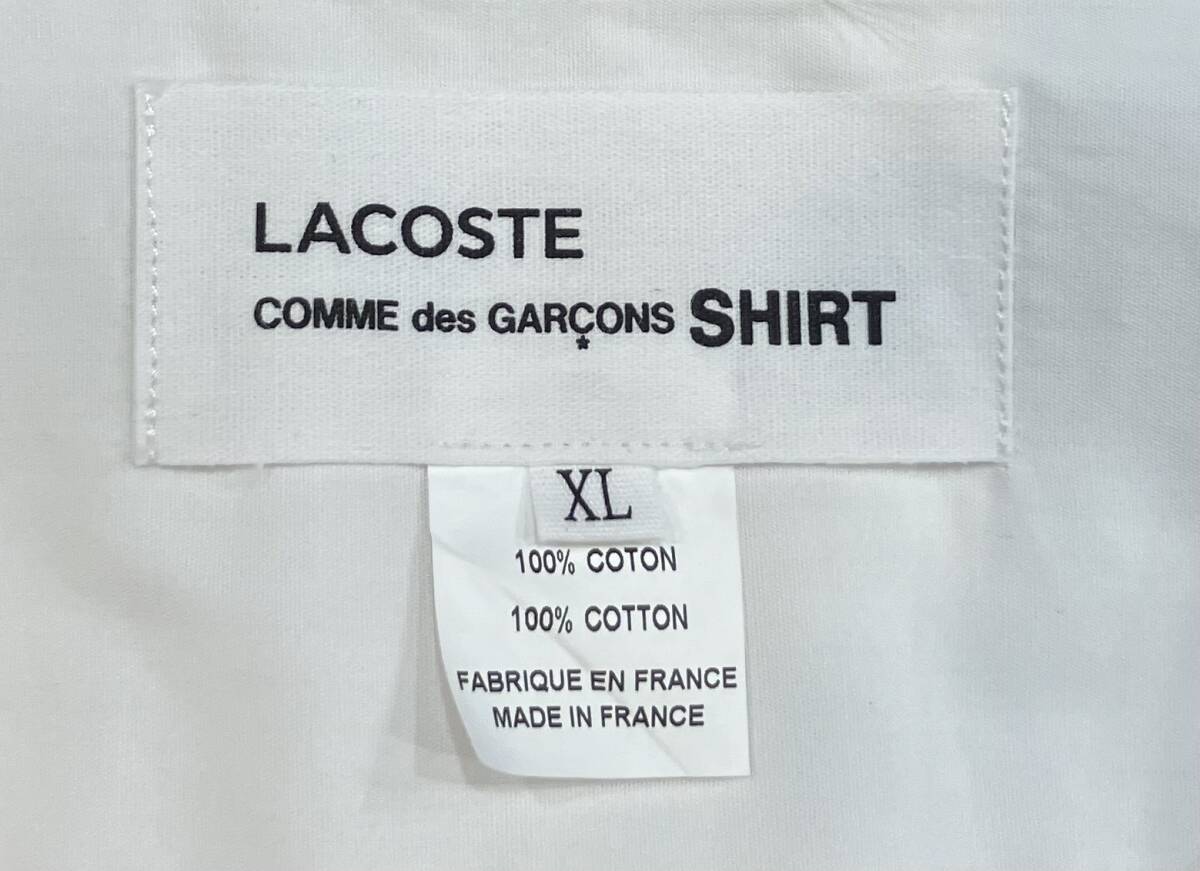 LACOSTE
COMME des GARÇONS SHIRT
XL
100% COTON
100% COTTON
FABRIQUE EN FRANCE
MADE IN FRANCE